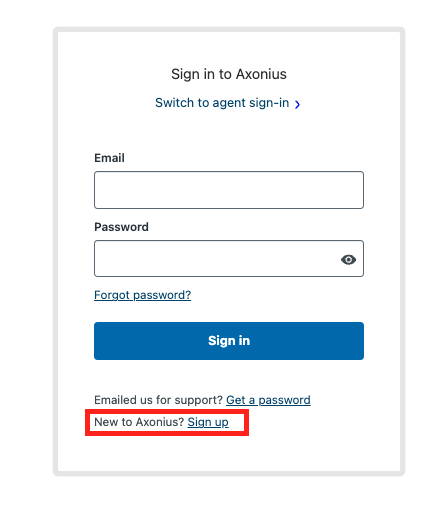 Sign in to Axonius
Switch to agent sign-in
Email
Password
Forgot password?
Sign in
Emailed us for support? Get a password
New to Axonius? Sign up